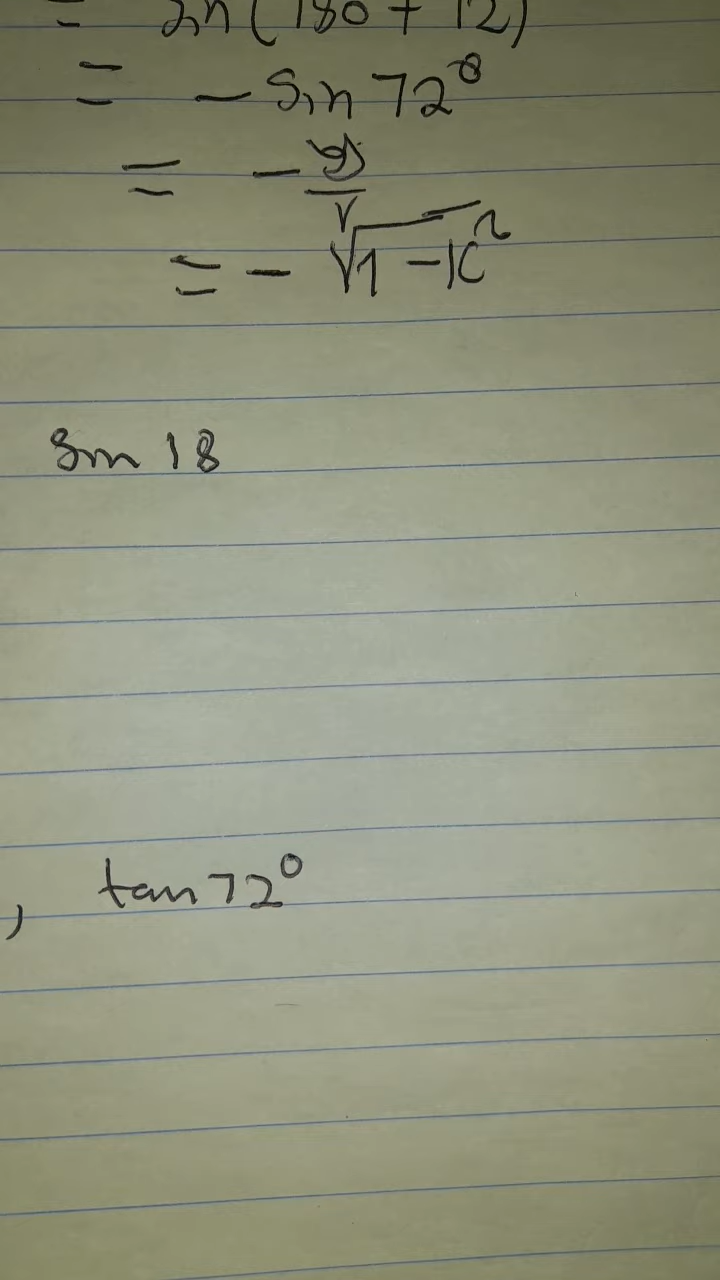 = sin(180 + 72)
= - Sin 72°
= - y/r
= - √1 - K²
Sin 18
, tan 72°